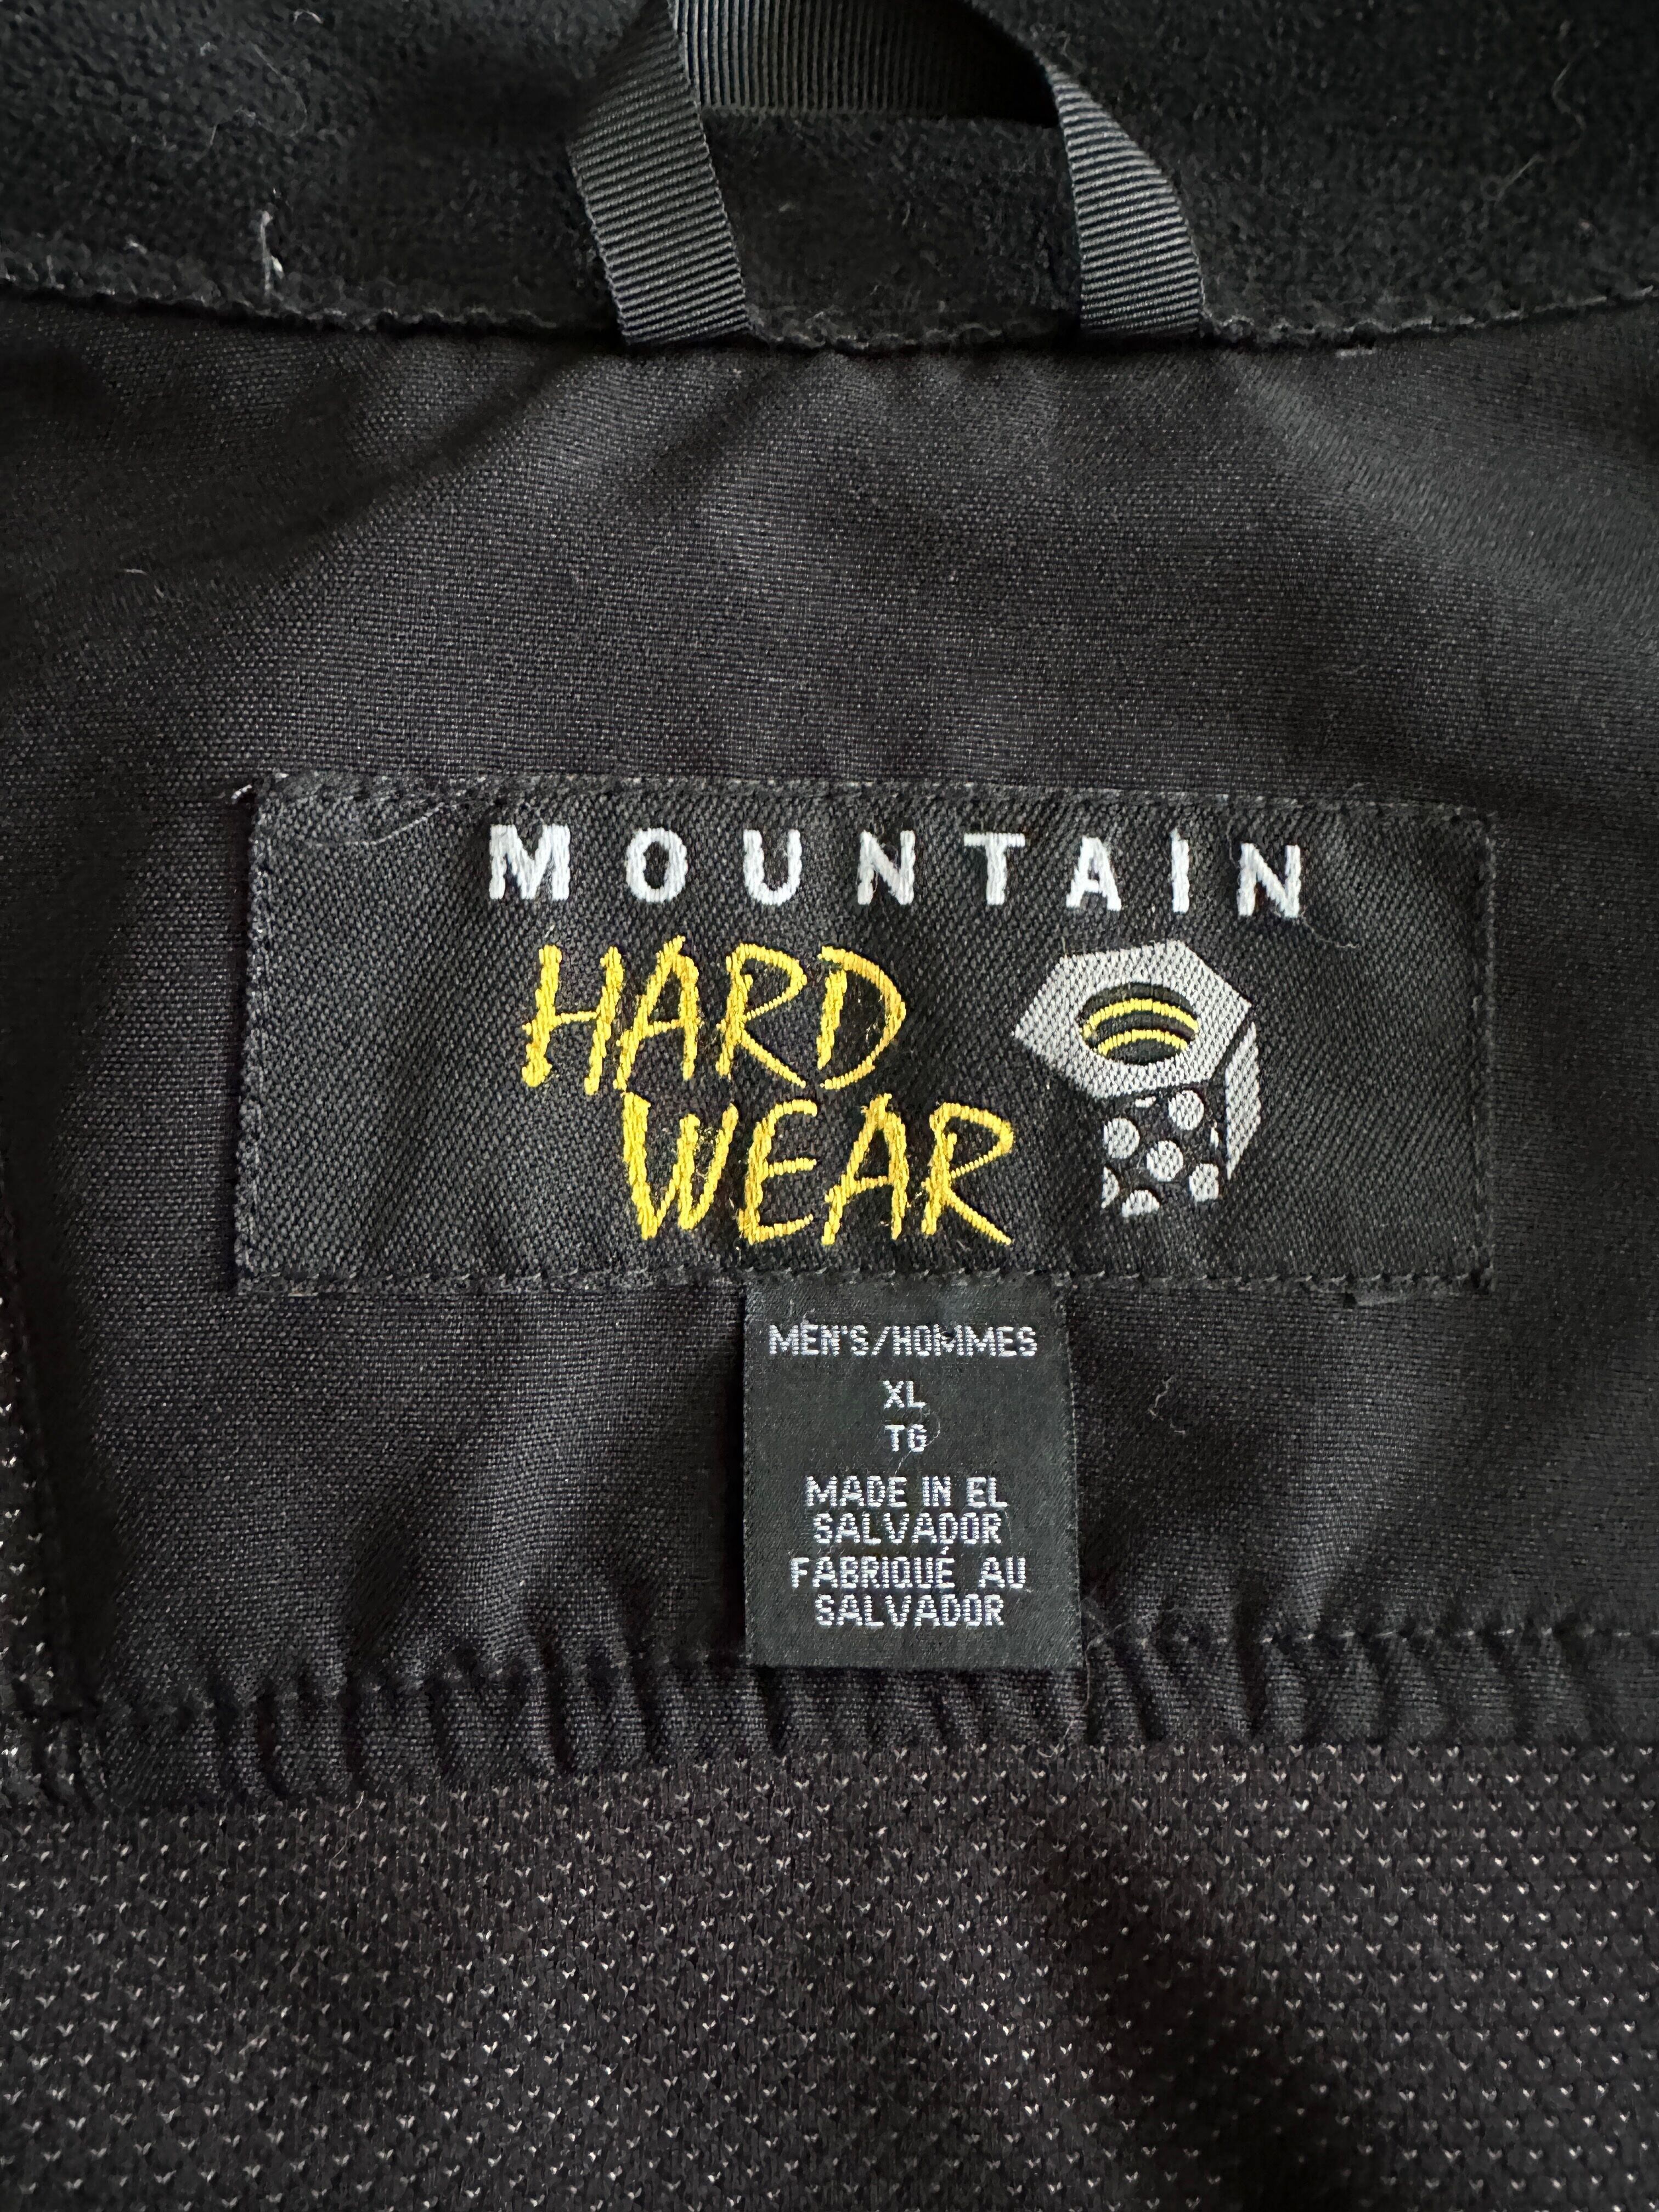 MOUNTAIN
HARD
WEAR
MEN'S/HOMMES
XL
TG
MADE IN EL
SALVADOR
FABRIQUÉ AU
SALVADOR